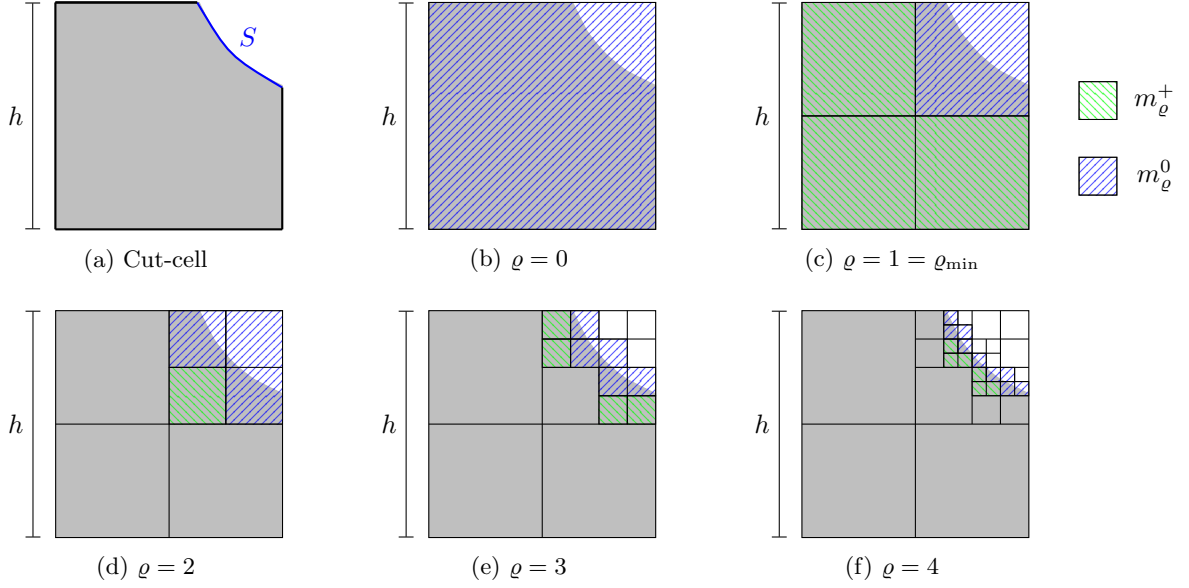 S
h
h
h
m_ϱ^+
m_ϱ^0
(a) Cut-cell
(b) ϱ = 0
(c) ϱ = 1 = ϱ_min
h
h
h
(d) ϱ = 2
(e) ϱ = 3
(f) ϱ = 4